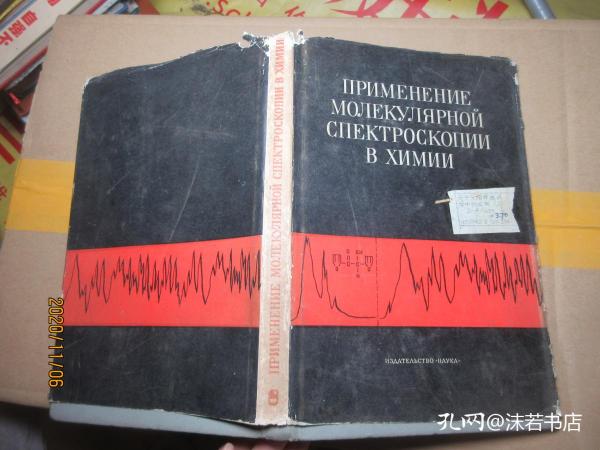 ПРИМЕНЕНИЕ
МОЛЕКУЛЯРНОЙ
СПЕКТРОСКОПИИ
В ХИМИИ
370
ИЗДАТЕЛЬСТВО «НАУКА»
ПРИМЕНЕНИЕ МОЛЕКУЛЯРНОЙ СПЕКТРОСКОПИИ В ХИМИИ
2020/11/06
孔网@沫若书店